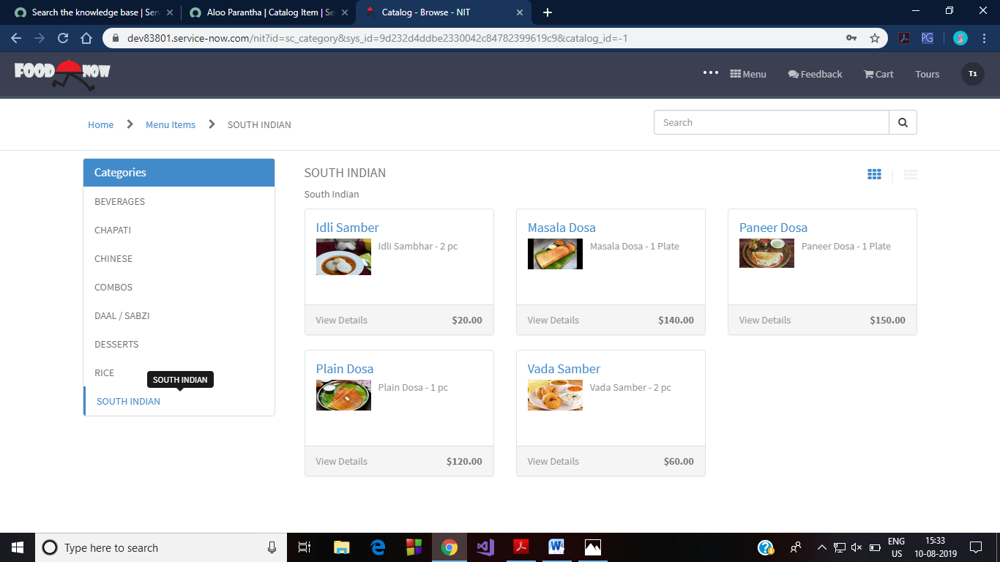 Search the knowledge base | Ser
Aloo Parantha | Catalog Item | Se
Catalog - Browse - NIT
dev83801.service-now.com/nit?id=sc_category&sys_id=9d232d4ddbe2330042c84782399619c9&catalog_id=-1
PG
FOOD NOW
Menu
Feedback
Cart
Tours
T1
Home
Menu Items
SOUTH INDIAN
Search
Categories
BEVERAGES
CHAPATI
CHINESE
COMBOS
DAAL / SABZI
DESSERTS
RICE
SOUTH INDIAN
SOUTH INDIAN
SOUTH INDIAN
South Indian
Idli Samber
Idli Sambhar - 2 pc
View Details $20.00
Masala Dosa
Masala Dosa - 1 Plate
View Details $140.00
Paneer Dosa
Paneer Dosa - 1 Plate
View Details $150.00
Plain Dosa
Plain Dosa - 1 pc
View Details $120.00
Vada Samber
Vada Samber - 2 pc
View Details $60.00
Type here to search
ENG
US
15:33
10-08-2019